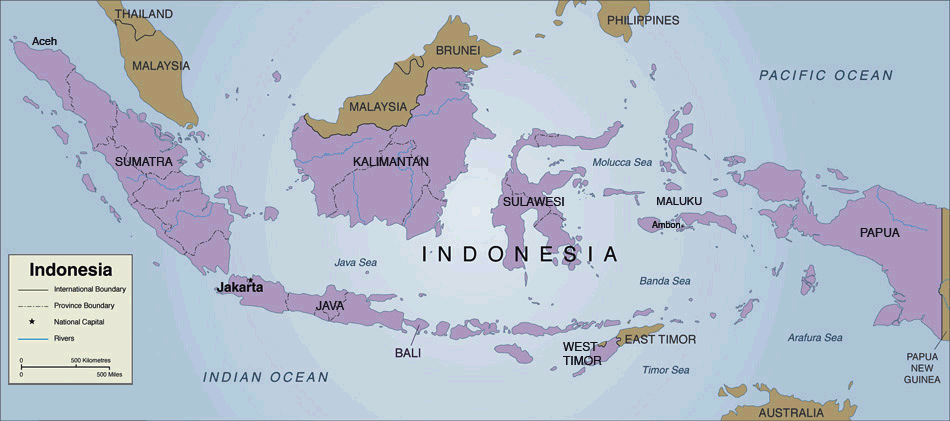 THAILAND
PHILIPPINES
Aceh
BRUNEI
MALAYSIA
PACIFIC OCEAN
MALAYSIA
SUMATRA
KALIMANTAN
Molucca Sea
SULAWESI
MALUKU
Ambon
PAPUA
INDONESIA
Java Sea
Indonesia
International Boundary
Province Boundary
National Capital
Rivers
0 500 Kilometres
0 500 Miles
Jakarta
Banda Sea
JAVA
BALI
WEST
TIMOR
EAST TIMOR
Arafura Sea
Timor Sea
PAPUA
NEW
GUINEA
INDIAN OCEAN
AUSTRALIA